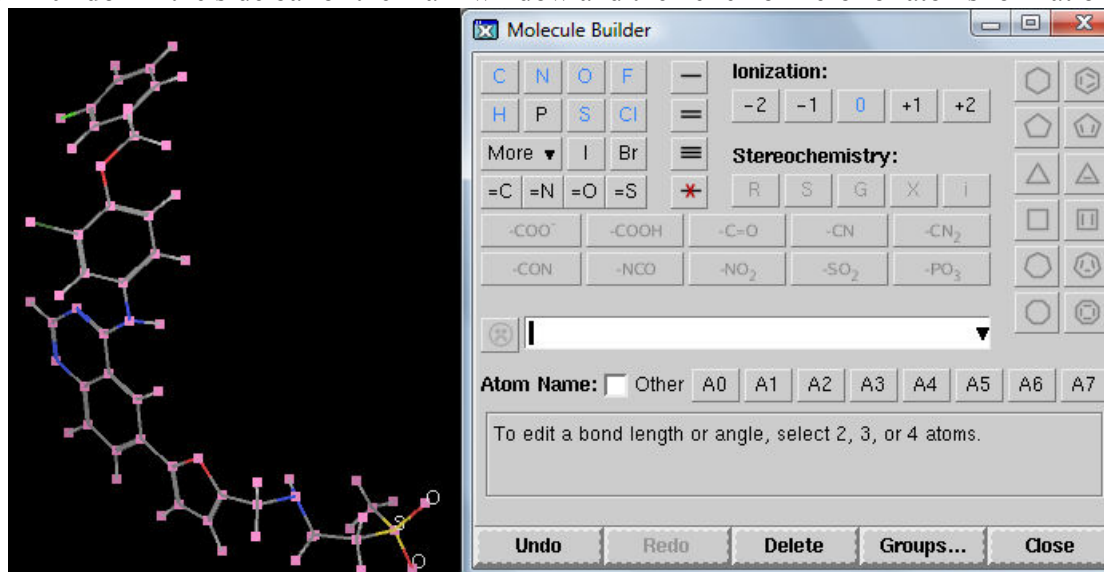 Molecule Builder
C N O F
H P S Cl
More I Br
=C =N =O =S
Ionization:
-2 -1 0 +1 +2
Stereochemistry:
R S G X i
-COO⁻ -COOH -C=O -CN -CN₂
-CON -NCO -NO₂ -SO₂ -PO₃
Atom Name: Other A0 A1 A2 A3 A4 A5 A6 A7
To edit a bond length or angle, select 2, 3, or 4 atoms.
Undo Redo Delete Groups... Close
O
S
O